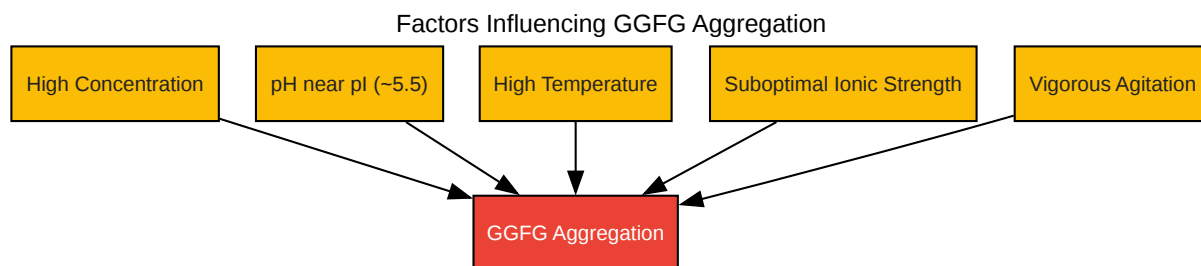 Factors Influencing GGFG Aggregation
High Concentration
pH near pI (~5.5)
High Temperature
Suboptimal Ionic Strength
Vigorous Agitation
GGFG Aggregation